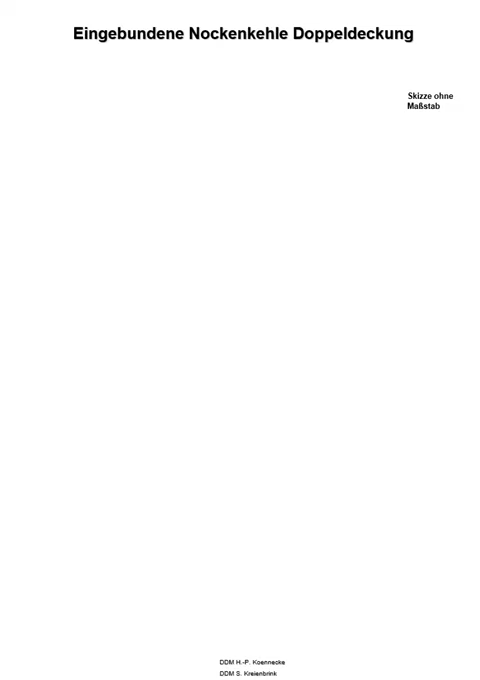 Eingebundene Nockenkehle Doppeldeckung
Skizze ohne
Maßstab
DDM H.-P. Koennecke
DDM S. Kreienbrink